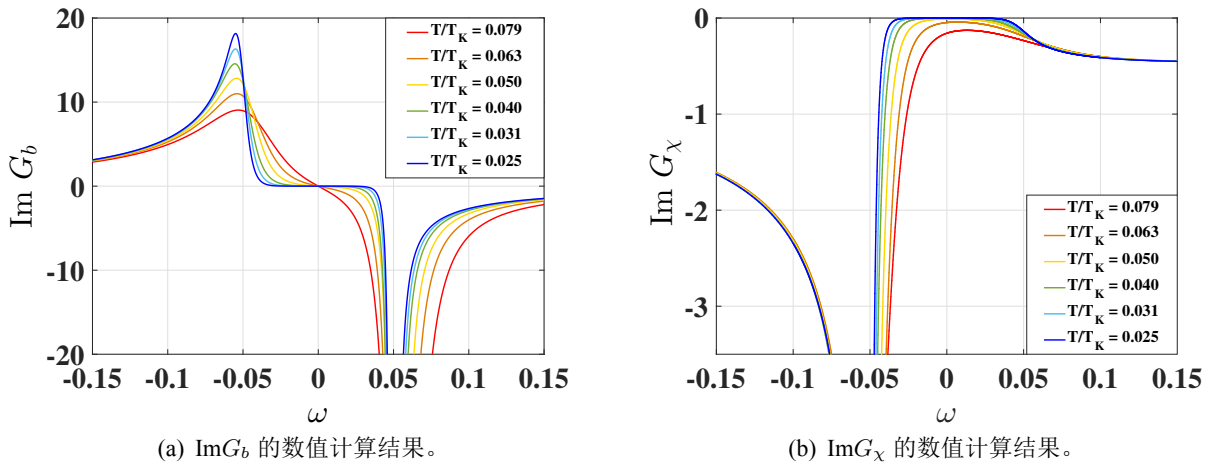 20
10
0
-10
-20
Im G_b
-0.15
-0.1
-0.05
0
0.05
0.1
0.15
ω
T/T_K = 0.079
T/T_K = 0.063
T/T_K = 0.050
T/T_K = 0.040
T/T_K = 0.031
T/T_K = 0.025
(a) ImG_b 的数值计算结果。
0
-1
-2
-3
Im G_χ
-0.15
-0.1
-0.05
0
0.05
0.1
0.15
ω
T/T_K = 0.079
T/T_K = 0.063
T/T_K = 0.050
T/T_K = 0.040
T/T_K = 0.031
T/T_K = 0.025
(b) ImG_χ 的数值计算结果。